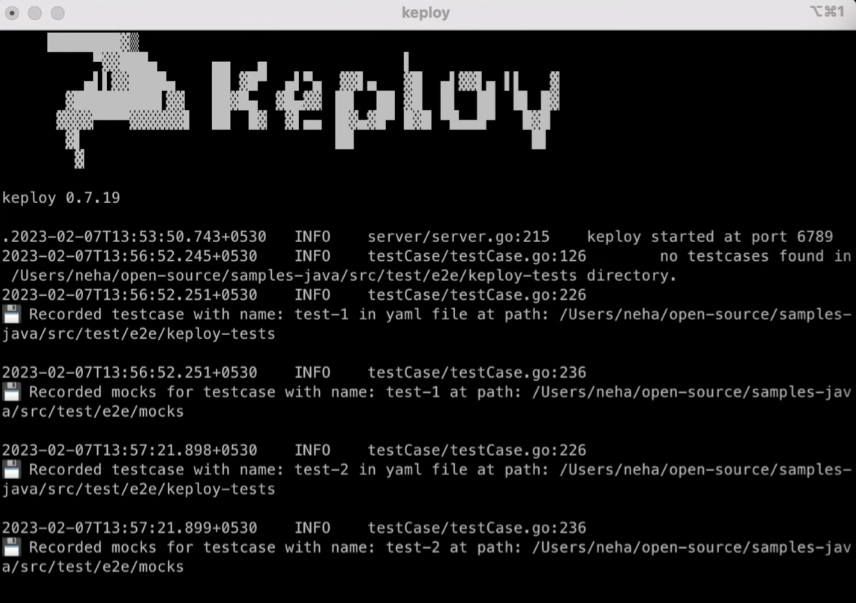 keploy
⌥⌘1
Keploy
keploy 0.7.19
.2023-02-07T13:53:50.743+0530 INFO server/server.go:215 keploy started at port 6789
2023-02-07T13:56:52.245+0530 INFO testCase/testCase.go:126 no testcases found in
/Users/neha/open-source/samples-java/src/test/e2e/keploy-tests directory.
2023-02-07T13:56:52.251+0530 INFO testCase/testCase.go:226
💾 Recorded testcase with name: test-1 in yaml file at path: /Users/neha/open-source/samples-
java/src/test/e2e/keploy-tests
2023-02-07T13:56:52.251+0530 INFO testCase/testCase.go:236
💾 Recorded mocks for testcase with name: test-1 at path: /Users/neha/open-source/samples-jav
a/src/test/e2e/mocks
2023-02-07T13:57:21.898+0530 INFO testCase/testCase.go:226
💾 Recorded testcase with name: test-2 in yaml file at path: /Users/neha/open-source/samples-
java/src/test/e2e/keploy-tests
2023-02-07T13:57:21.899+0530 INFO testCase/testCase.go:236
💾 Recorded mocks for testcase with name: test-2 at path: /Users/neha/open-source/samples-jav
a/src/test/e2e/mocks